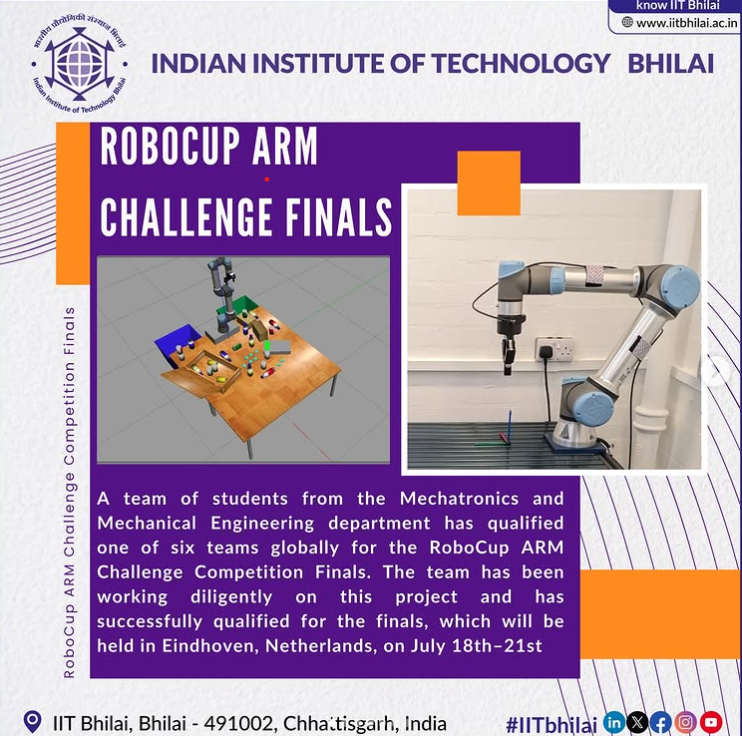 know IIT Bhilai
www.iitbhilai.ac.in
भारतीय प्रौद्योगिकी संस्थान भिलाई
Indian Institute of Technology Bhilai
INDIAN INSTITUTE OF TECHNOLOGY BHILAI
ROBOCUP ARM
CHALLENGE FINALS
RoboCup ARM Challenge Competition Finals
A team of students from the Mechatronics and
Mechanical Engineering department has qualified
one of six teams globally for the RoboCup ARM
Challenge Competition Finals. The team has been
working diligently on this project and has
successfully qualified for the finals, which will be
held in Eindhoven, Netherlands, on July 18th–21st
IIT Bhilai, Bhilai - 491002, Chhattisgarh, India
#IITbhilai